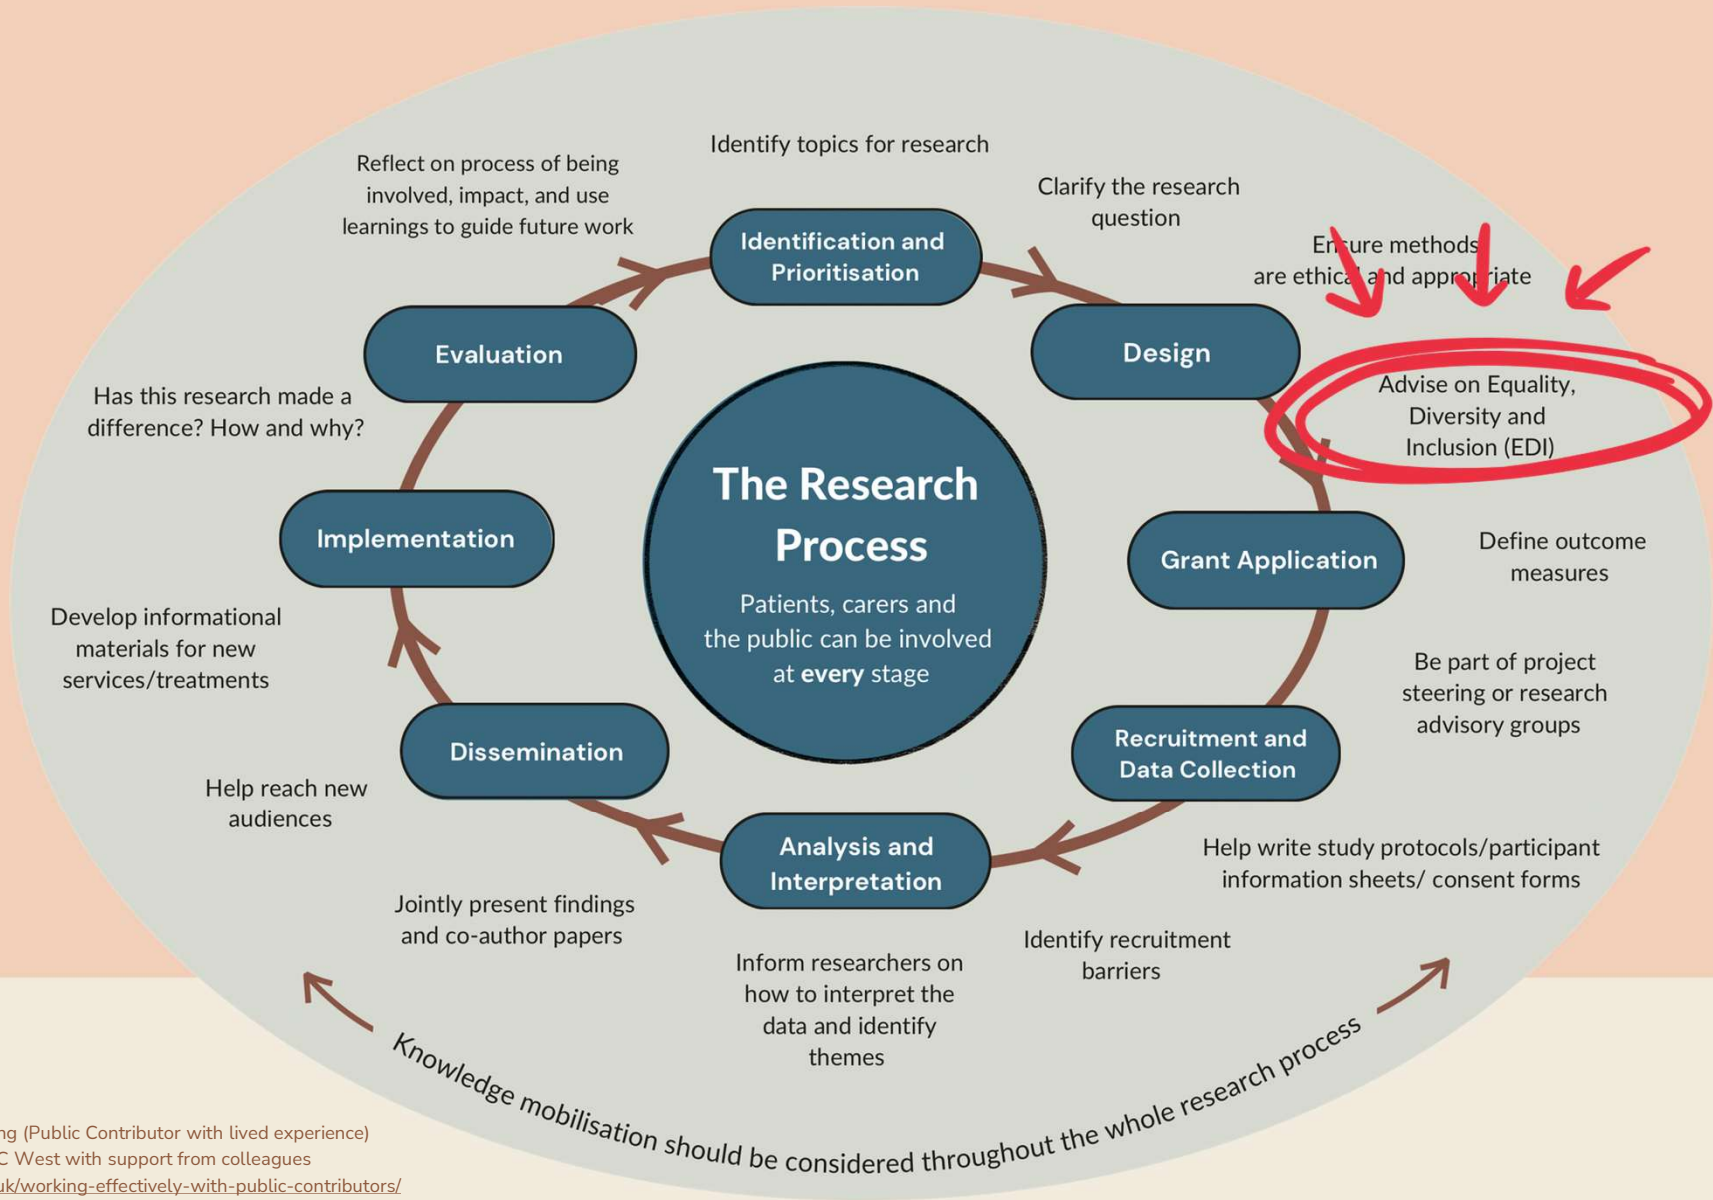 Identify topics for research
Reflect on process of being
involved, impact, and use
learnings to guide future work
Clarify the research
question
Identification and
Prioritisation
Ensure methods
are ethical and appropriate
Evaluation
Design
Advise on Equality,
Diversity and
Inclusion (EDI)
Has this research made a
difference? How and why?
The Research
Process
Patients, carers and
the public can be involved
at every stage
Implementation
Grant Application
Define outcome
measures
Develop informational
materials for new
services/treatments
Be part of project
steering or research
advisory groups
Dissemination
Recruitment and
Data Collection
Help reach new
audiences
Analysis and
Interpretation
Help write study protocols/participant
information sheets/ consent forms
Jointly present findings
and co-author papers
Identify recruitment
barriers
Inform researchers on
how to interpret the
data and identify
themes
Knowledge mobilisation should be considered throughout the whole research process
(Public Contributor with lived experience)
West with support from colleagues
uk/working-effectively-with-public-contributors/